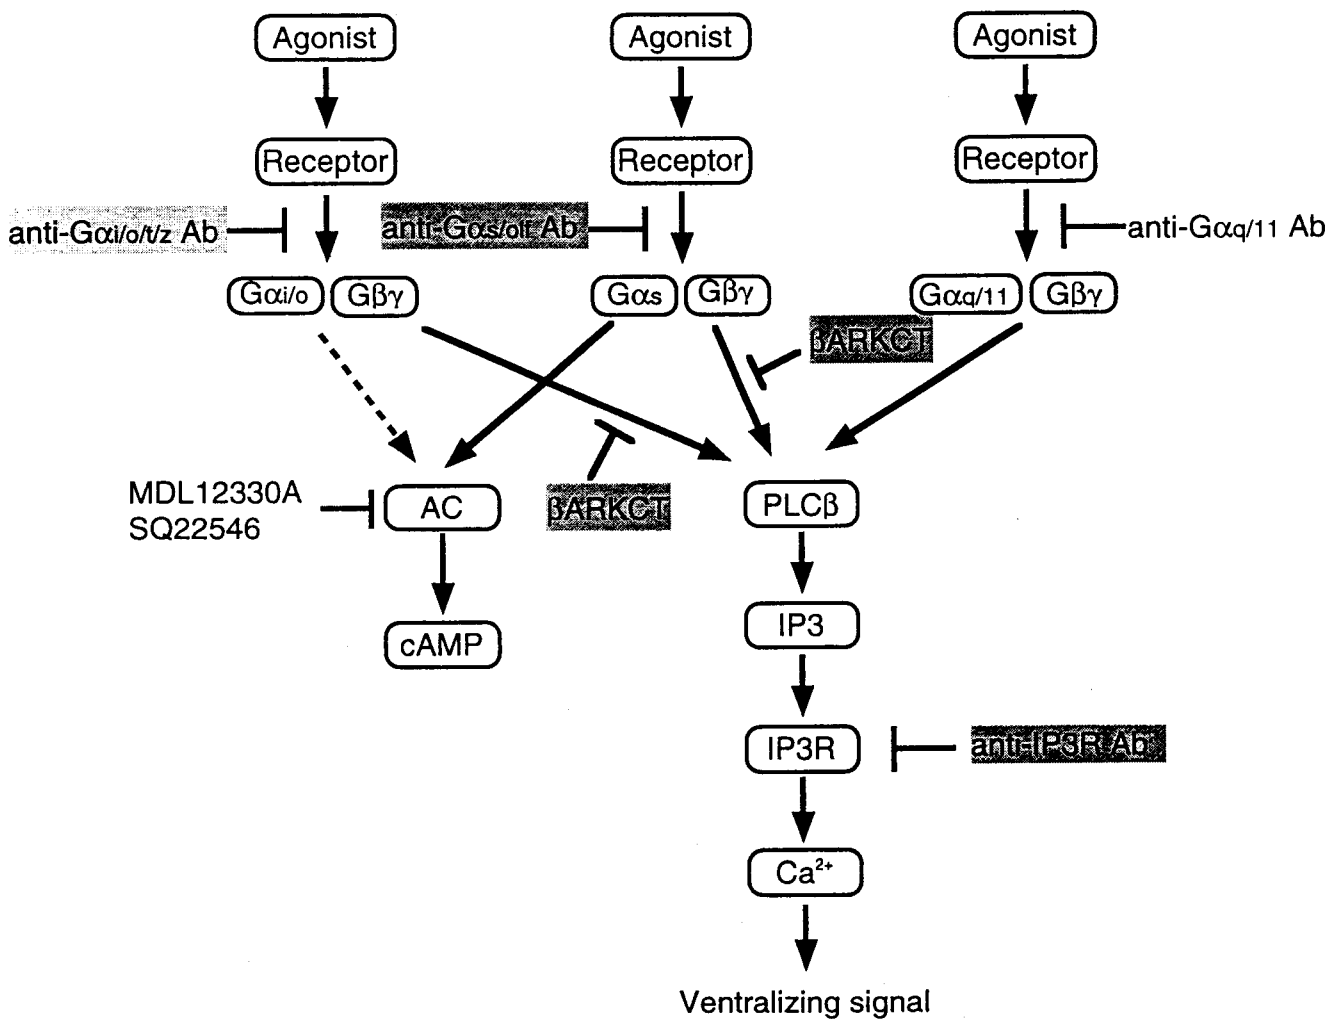 Agonist
Agonist
Agonist
Receptor
Receptor
Receptor
anti-Gαi/o/t/z Ab
anti-Gαs/olf Ab
anti-Gαq/11 Ab
Gαi/o
Gβγ
Gαs
Gβγ
Gαq/11
Gβγ
βARKCT
MDL12330A
SQ22546
AC
βARKCT
PLCβ
IP3
cAMP
IP3R
anti-IP3R Ab
Ca²⁺
Ventralizing signal